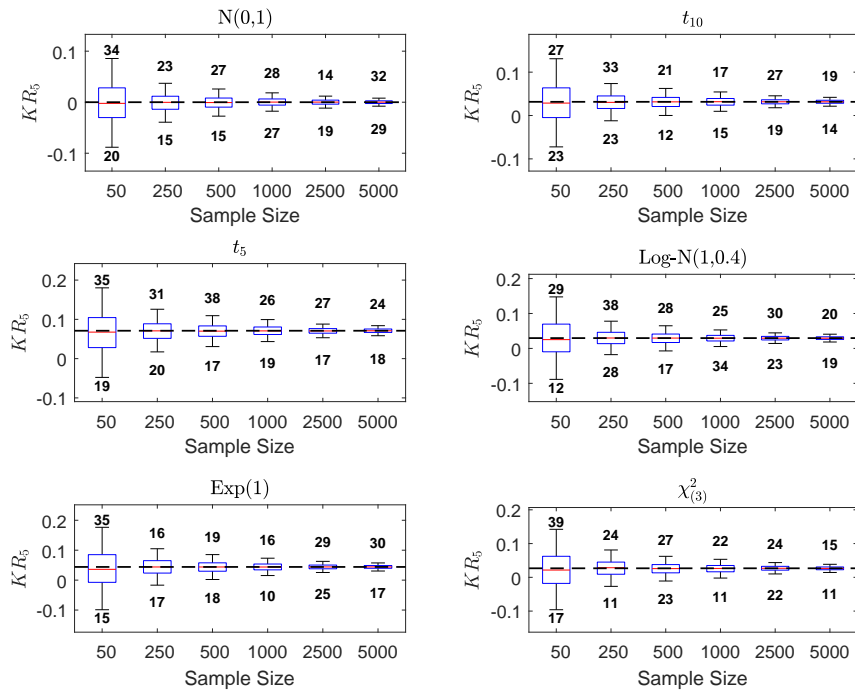 N(0,1)
0.1
0
-0.1
KR5
34 23 27 28 14 32
20 15 15 27 19 29
50 250 500 1000 2500 5000
Sample Size
t10
0.1
0
-0.1
KR5
27 33 21 17 27 19
23 23 12 15 19 14
50 250 500 1000 2500 5000
Sample Size
t5
0.2
0.1
0
-0.1
KR5
35 31 38 26 27 24
19 20 17 19 17 18
50 250 500 1000 2500 5000
Sample Size
Log-N(1,0.4)
0.2
0.1
0
-0.1
KR5
29 38 28 25 30 20
12 28 17 34 23 19
50 250 500 1000 2500 5000
Sample Size
Exp(1)
0.2
0.1
0
-0.1
KR5
35 16 19 16 29 30
15 17 18 10 25 17
50 250 500 1000 2500 5000
Sample Size
χ²(3)
0.2
0.1
0
-0.1
KR5
39 24 27 22 24 15
17 11 23 11 22 11
50 250 500 1000 2500 5000
Sample Size